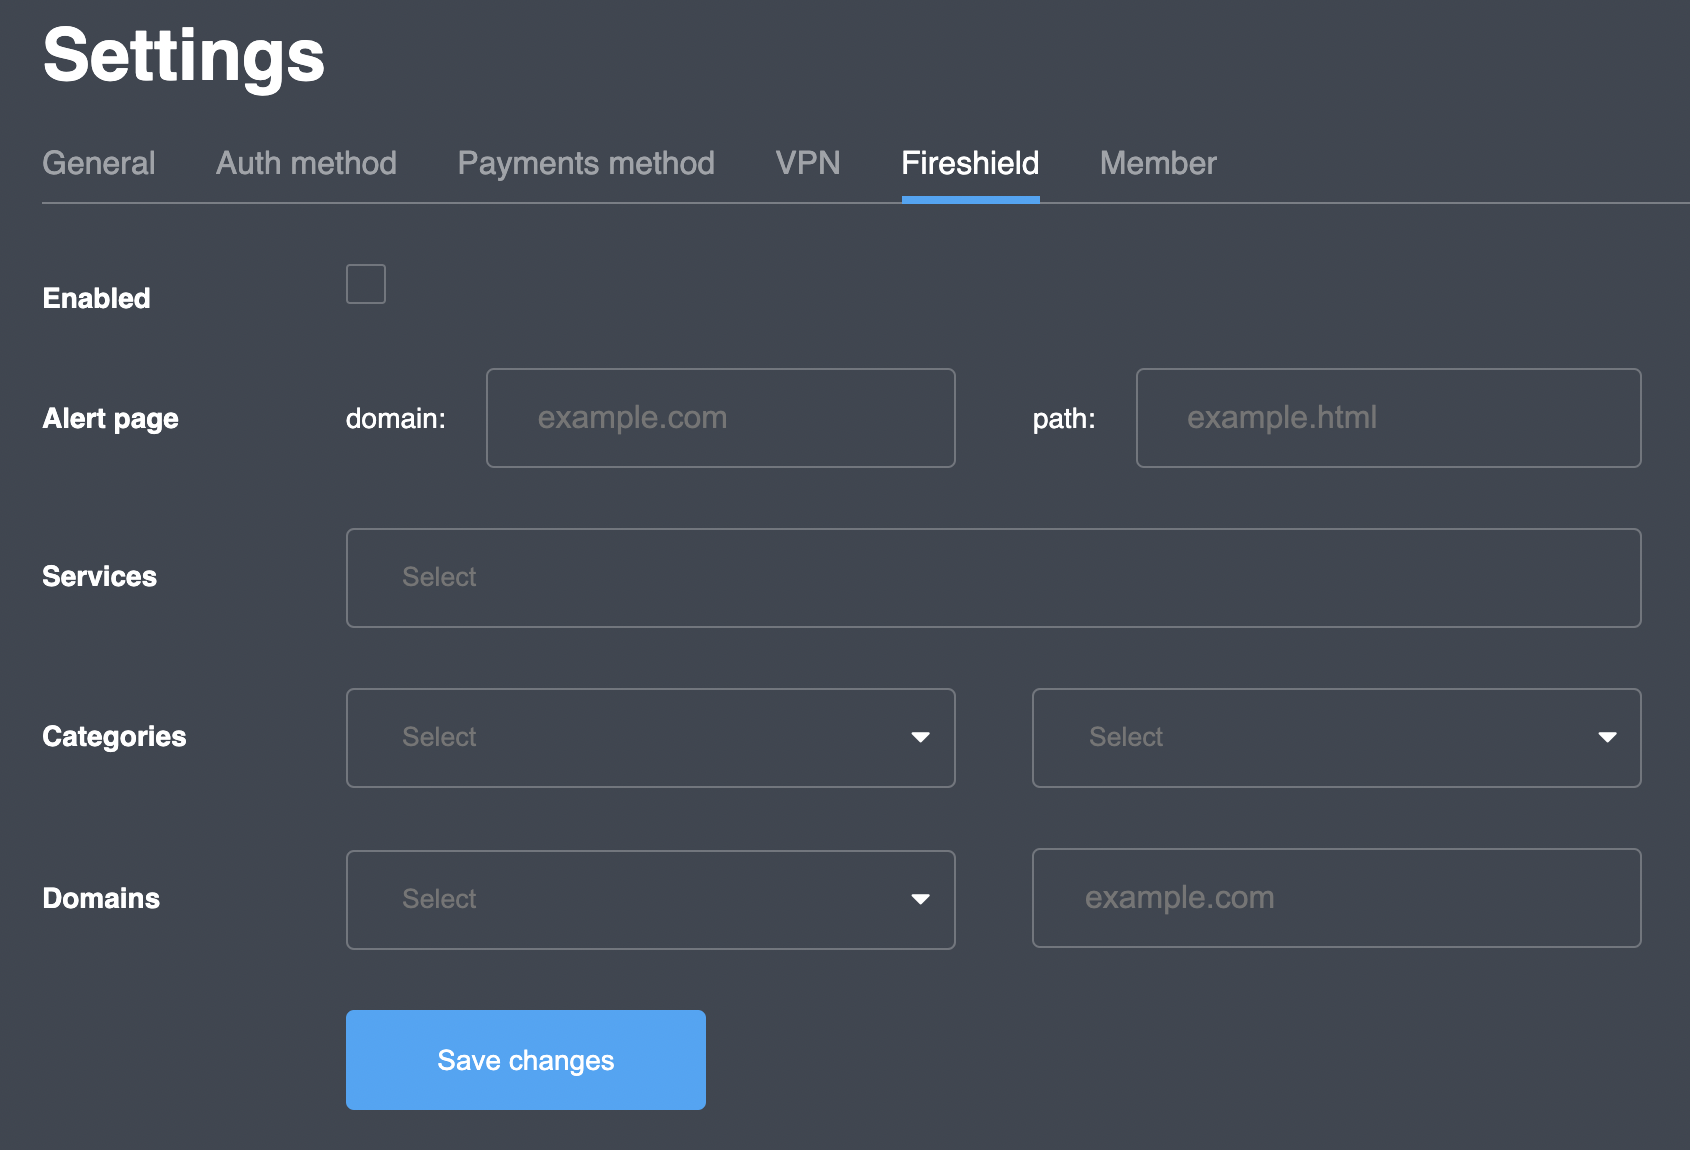 Settings
General Auth method Payments method VPN Fireshield Member
Enabled
Alert page domain: example.com path: example.html
Services Select
Categories Select Select
Domains Select example.com
Save changes